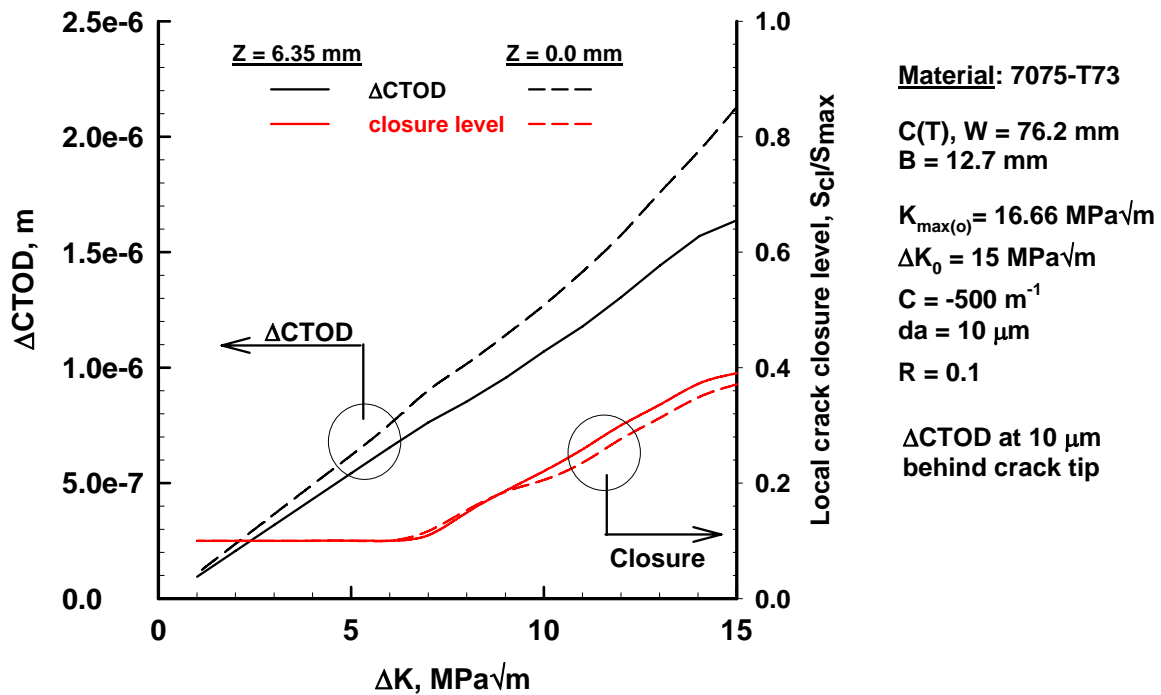 2.5e-6
2.0e-6
1.5e-6
1.0e-6
5.0e-7
0.0
ΔCTOD, m
Z = 6.35 mm Z = 0.0 mm
ΔCTOD
closure level
ΔCTOD
Closure
0 5 10 15
ΔK, MPa√m
1.0
0.8
0.6
0.4
0.2
0.0
Local crack closure level, Scl/Smax
Material: 7075-T73
C(T), W = 76.2 mm
B = 12.7 mm
Kmax(o)= 16.66 MPa√m
ΔK0 = 15 MPa√m
C = -500 m-1
da = 10 μm
R = 0.1
ΔCTOD at 10 μm
behind crack tip